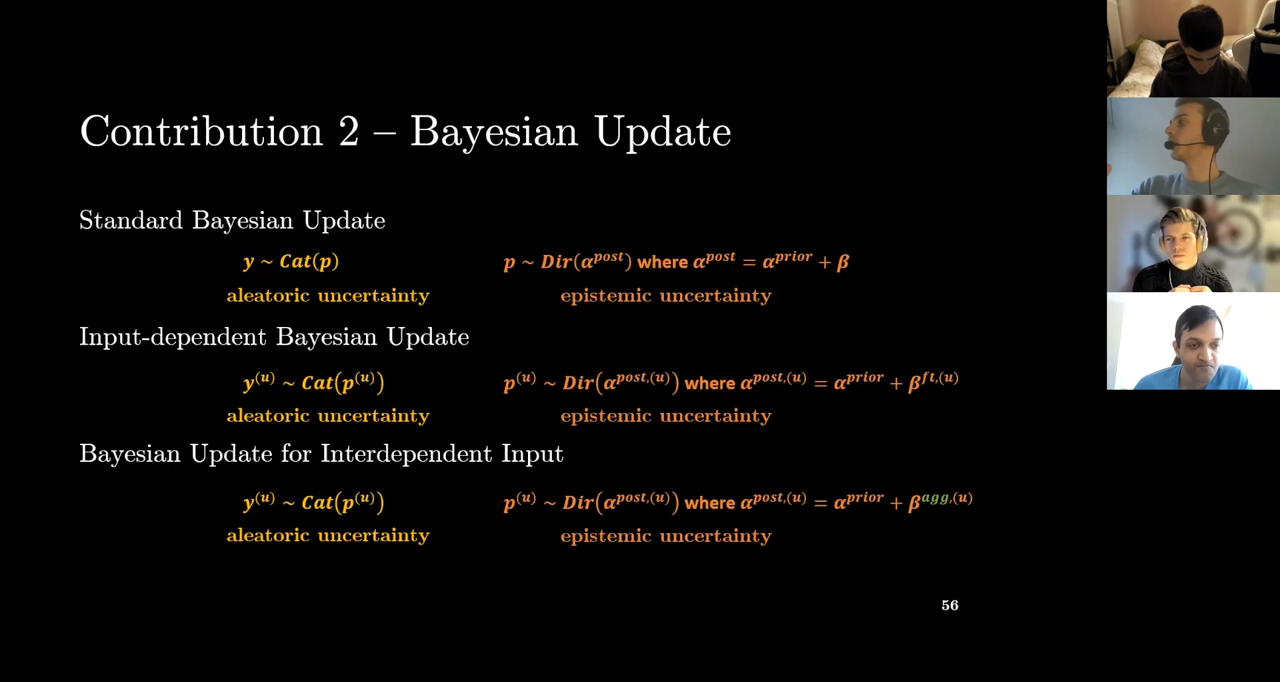 Contribution 2 – Bayesian Update
Standard Bayesian Update
y ~ Cat(p) p ~ Dir(α^post) where α^post = α^prior + β
aleatoric uncertainty epistemic uncertainty
Input-dependent Bayesian Update
y^(u) ~ Cat(p^(u)) p^(u) ~ Dir(α^post,(u)) where α^post,(u) = α^prior + β^ft,(u)
aleatoric uncertainty epistemic uncertainty
Bayesian Update for Interdependent Input
y^(u) ~ Cat(p^(u)) p^(u) ~ Dir(α^post,(u)) where α^post,(u) = α^prior + β^agg,(u)
aleatoric uncertainty epistemic uncertainty
56